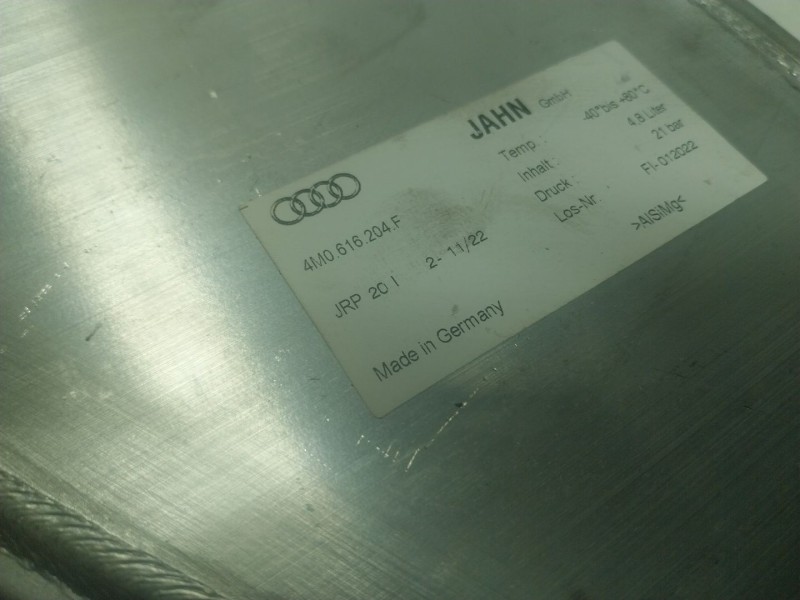 JAHN GmbH
Temp.: -40°bis +80°C
Inhalt: 4,8 Liter
Druck: 21 bar
Los-Nr.: FI-012022
>AlSiMg<
4M0.616.204.F
JRP 20 I 2- 11/22
Made in Germany